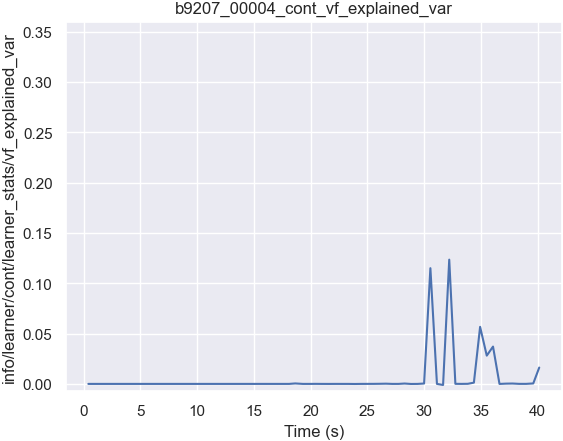 b9207_00004_cont_vf_explained_var
info/learner/cont/learner_stats/vf_explained_var
0.35
0.30
0.25
0.20
0.15
0.10
0.05
0.00
0 5 10 15 20 25 30 35 40
Time (s)